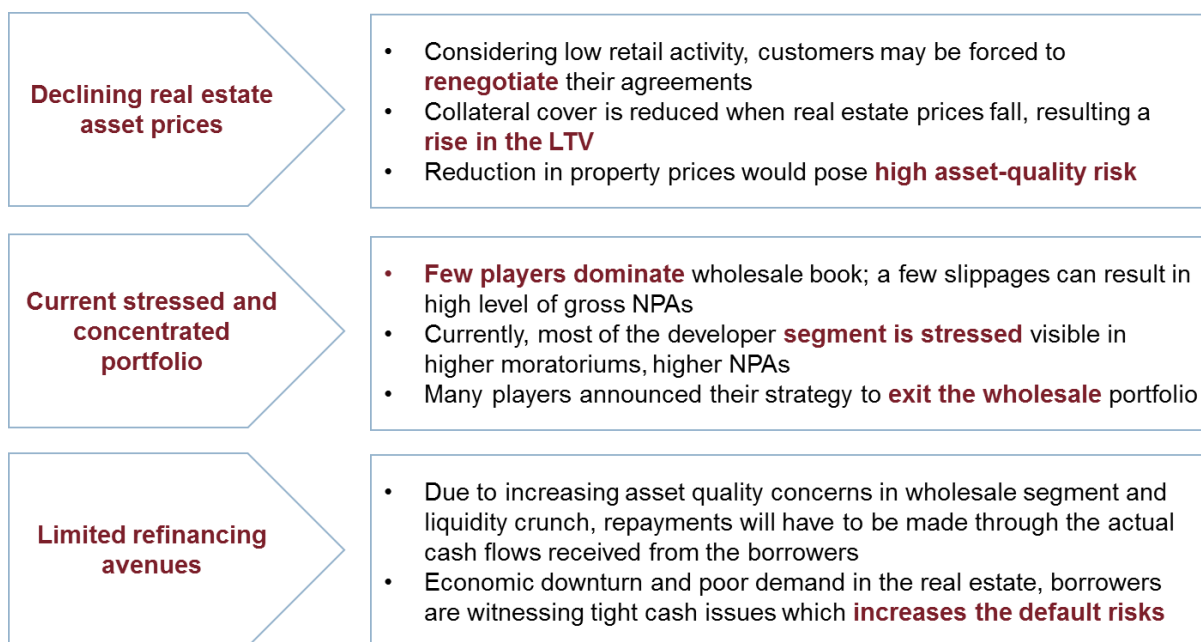 Declining real estate
asset prices
• Considering low retail activity, customers may be forced to
renegotiate their agreements
• Collateral cover is reduced when real estate prices fall, resulting a
rise in the LTV
• Reduction in property prices would pose high asset-quality risk
Current stressed and
concentrated
portfolio
• Few players dominate wholesale book; a few slippages can result in
high level of gross NPAs
• Currently, most of the developer segment is stressed visible in
higher moratoriums, higher NPAs
• Many players announced their strategy to exit the wholesale portfolio
Limited refinancing
avenues
• Due to increasing asset quality concerns in wholesale segment and
liquidity crunch, repayments will have to be made through the actual
cash flows received from the borrowers
• Economic downturn and poor demand in the real estate, borrowers
are witnessing tight cash issues which increases the default risks